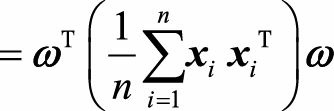 = ω^T ( 1/n ∑_{i=1}^{n} x_i x_i^T ) ω